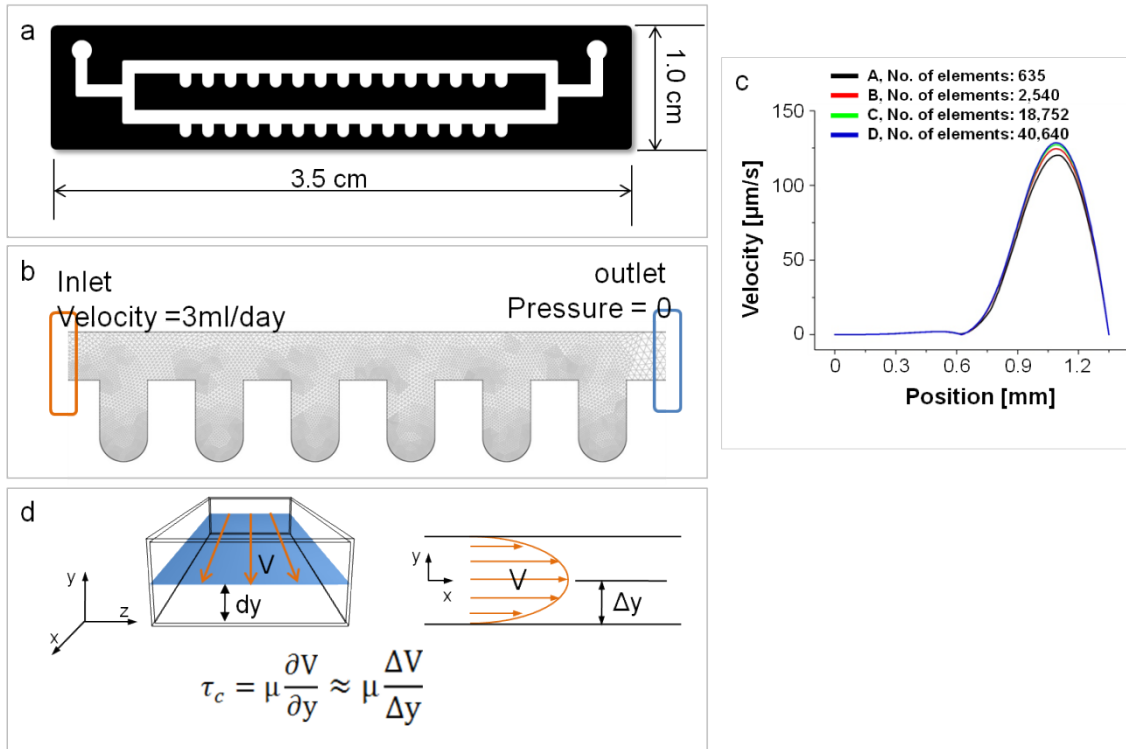 a
1.0 cm
3.5 cm
b
Inlet
Velocity =3ml/day
outlet
Pressure = 0
c
A, No. of elements: 635
B, No. of elements: 2,540
C, No. of elements: 18,752
D, No. of elements: 40,640
150
100
50
0
Velocity [μm/s]
0 0.3 0.6 0.9 1.2
Position [mm]
d
V
dy
y
z
x
y
x
V
Δy
τ_c = μ ∂V/∂y ≈ μ ΔV/Δy